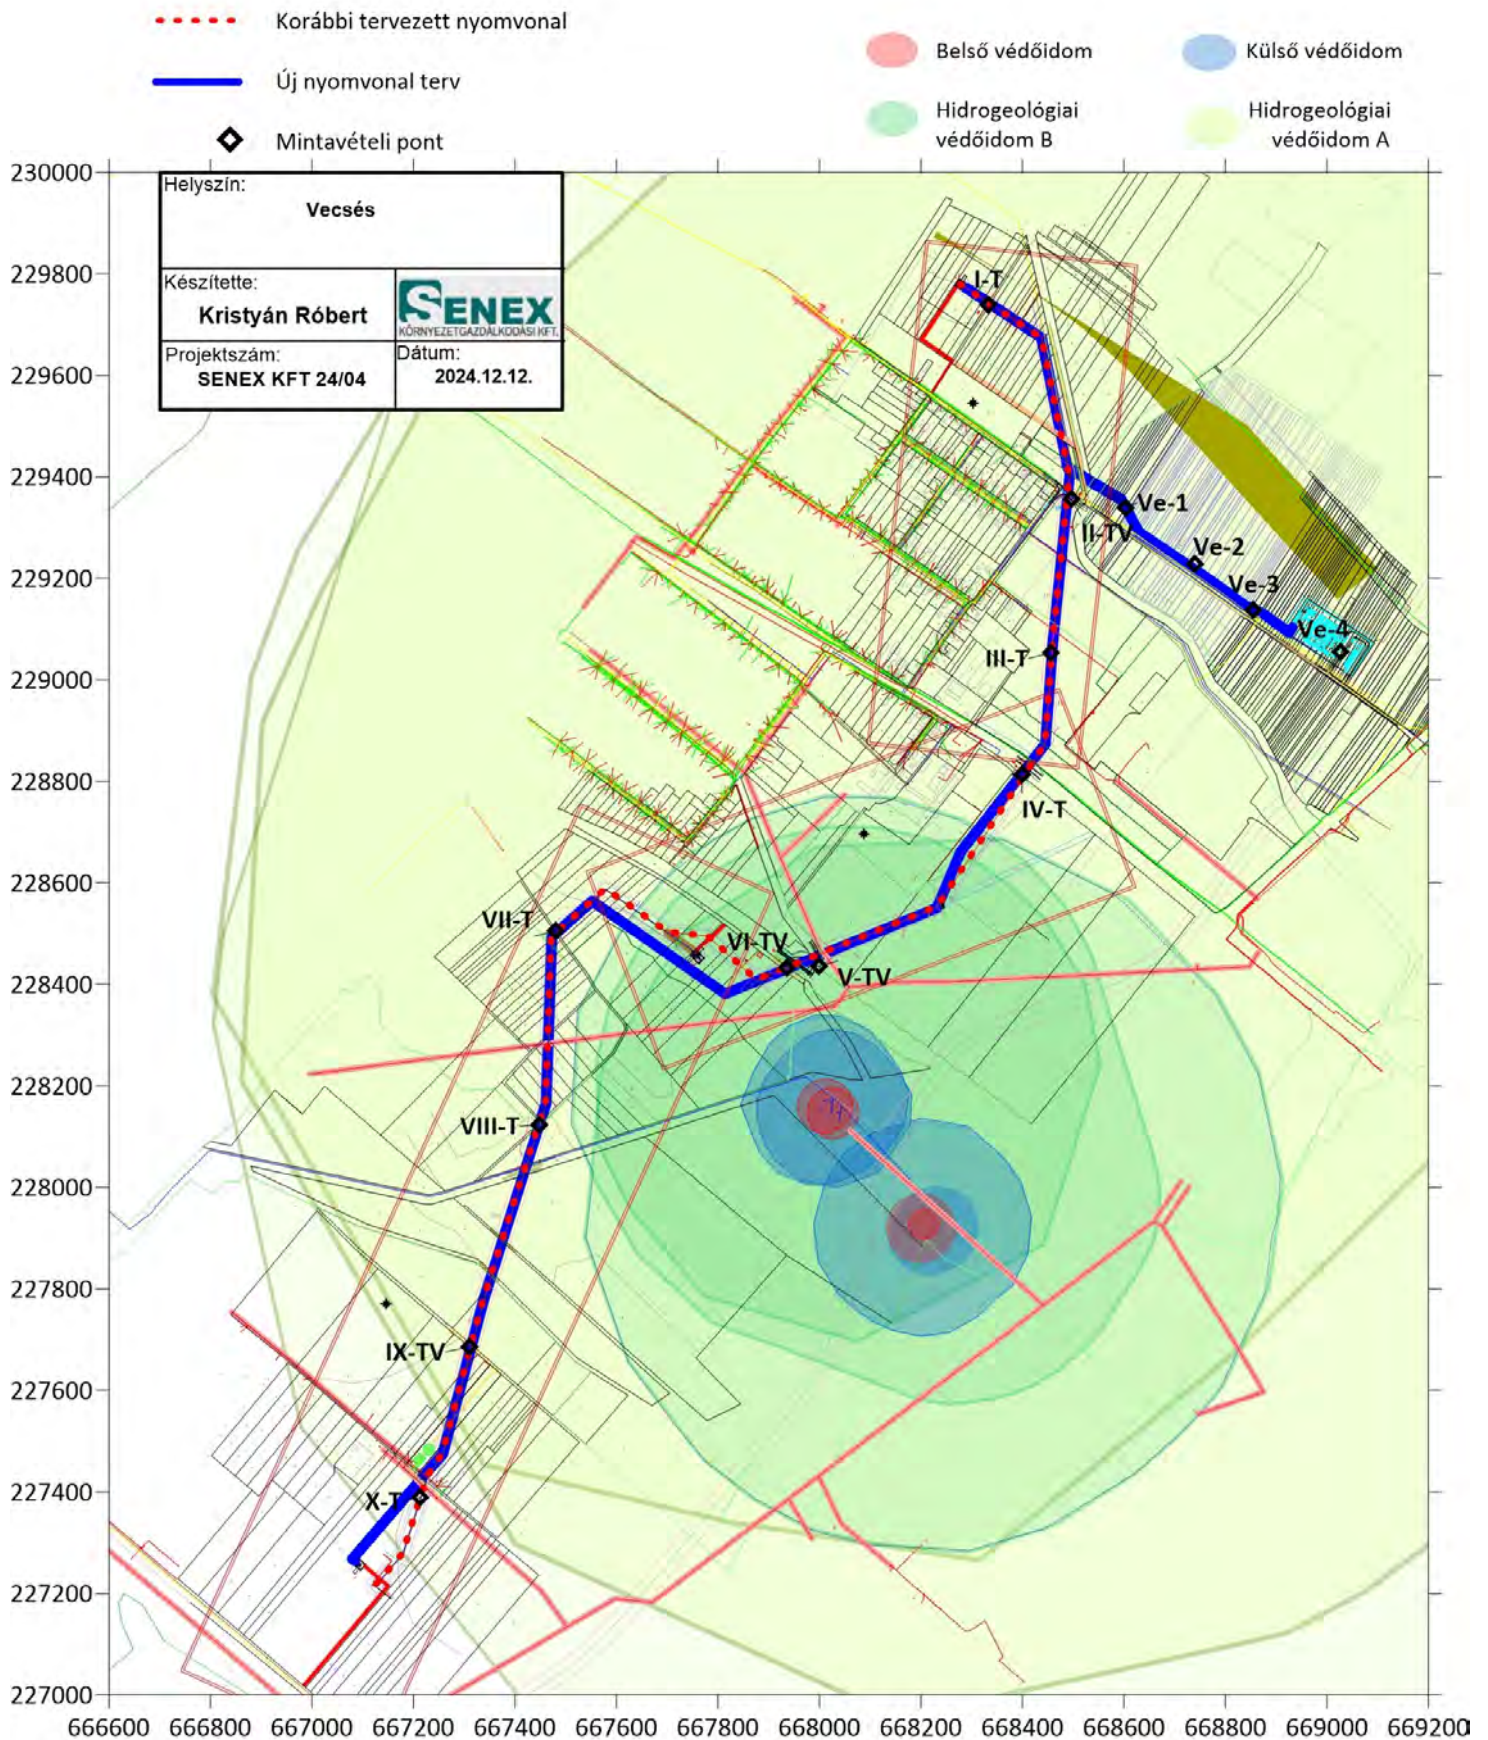 Korábbi tervezett nyomvonal
Új nyomvonal terv
Mintavételi pont
Belső védőidom
Külső védőidom
Hidrogeológiai
védőidom B
Hidrogeológiai
védőidom A
Helyszín:
Vecsés
Készítette:
Kristyán Róbert
SENEX
KÖRNYEZETGAZDÁLKODÁSI KFT.
Projektszám:
SENEX KFT 24/04
Dátum:
2024.12.12.
230000
229800
229600
229400
229200
229000
228800
228600
228400
228200
228000
227800
227600
227400
227200
227000
I-T
Ve-1
II-TV
Ve-2
Ve-3
Ve-4
III-T
IV-T
VII-T
VI-TV
V-TV
VIII-T
IX-TV
X-T
666600 666800 667000 667200 667400 667600 667800 668000 668200 668400 668600 668800 669000 669200